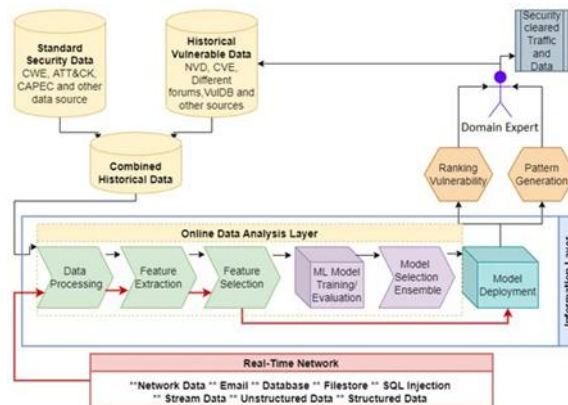 Standard
Security Data
CWE, ATT&CK,
CAPEC and other
data source
Historical
Vulnerable Data
NVD, CVE,
Different
forums,VulDB and
other sources
Security
cleared
Traffic
and
Data
Domain Expert
Combined
Historical Data
Ranking
Vulnerability
Pattern
Generation
Online Data Analysis Layer
Data
Processing
Feature
Extraction
Feature
Selection
ML Model
Training/
Evaluation
Model
Selection
Ensemble
Model
Deployment
Information Layer
Real-Time Network
**Network Data ** Email ** Database ** Filestore ** SQL Injection
** Stream Data ** Unstructured Data ** Structured Data